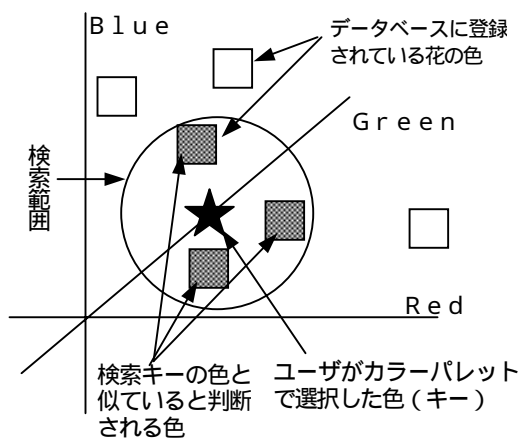 Blue
データベースに登録
されている花の色
Green
検索範囲
Red
検索キーの色と
似ていると判断
される色
ユーザがカラーパレット
で選択した色(キー)